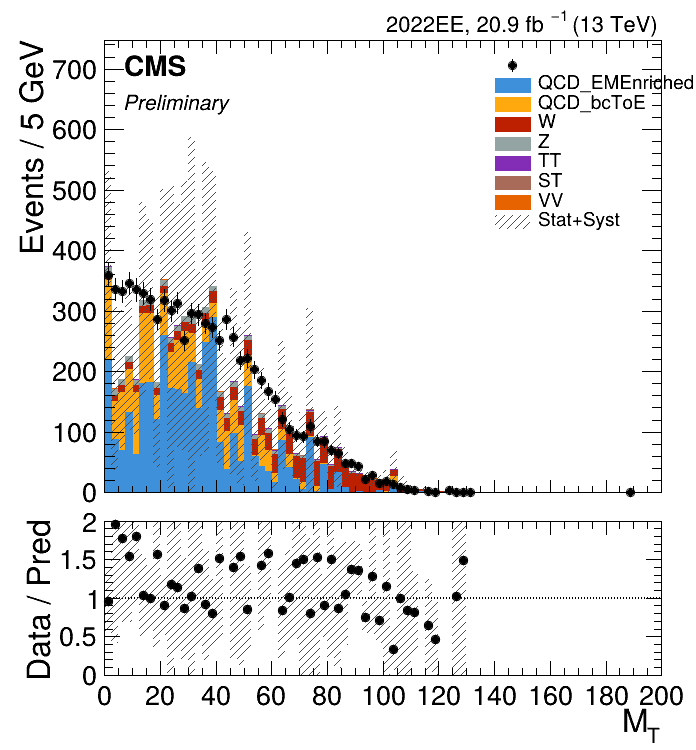 2022EE, 20.9 fb⁻¹ (13 TeV)
CMS
Preliminary
QCD_EMEnriched
QCD_bcToE
W
Z
TT
ST
VV
Stat+Syst
Events / 5 GeV
700
600
500
400
300
200
100
0
Data / Pred
2
1.5
1
0.5
0
0 20 40 60 80 100 120 140 160 180 200
M_T